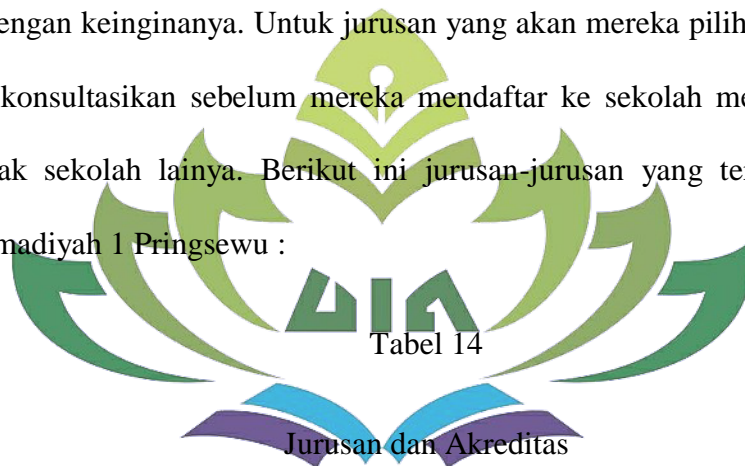 engan keinginanya. Untuk jurusan yang akan mereka pilih
konsultasikan sebelum mereka mendaftar ke sekolah me
ak sekolah lainya. Berikut ini jurusan-jurusan yang te
madiyah 1 Pringsewu :
UIN
Tabel 14
Jurusan dan Akreditas